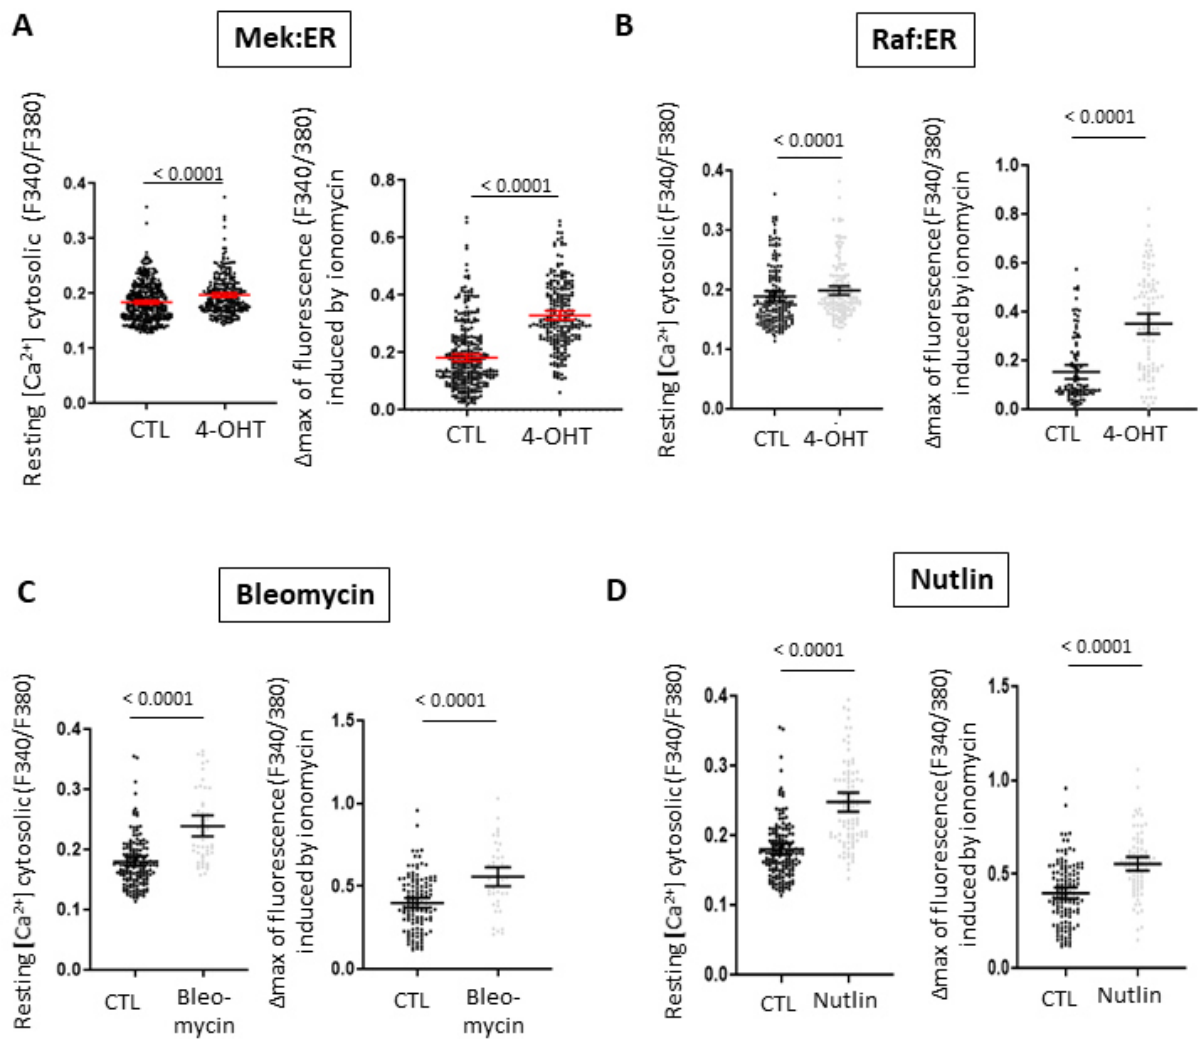 A
Mek:ER
Resting [Ca²⁺] cytosolic (F340/F380)
0.4
0.3
0.2
0.1
0.0
< 0.0001
CTL
4-OHT
Δmax of fluorescence (F340/F380)
induced by ionomycin
0.8
0.6
0.4
0.2
0.0
< 0.0001
CTL
4-OHT
B
Raf:ER
Resting [Ca²⁺] cytosolic (F340/F380)
0.4
0.3
0.2
0.1
0.0
< 0.0001
CTL
4-OHT
Δmax of fluorescence (F340/380)
induced by ionomycin
1.0
0.8
0.6
0.4
0.2
0.0
< 0.0001
CTL
4-OHT
C
Bleomycin
Resting [Ca²⁺] cytosolic (F340/F380)
0.4
0.3
0.2
0.1
0.0
< 0.0001
CTL
Bleo-
mycin
Δmax of fluorescence (F340/380)
induced by ionomycin
1.5
1.0
0.5
0.0
< 0.0001
CTL
Bleo-
mycin
D
Nutlin
Resting [Ca²⁺] cytosolic (F340/F380)
0.4
0.3
0.2
0.1
0.0
< 0.0001
CTL
Nutlin
Δmax of fluorescence (F340/380)
induced by ionomycin
1.5
1.0
0.5
0.0
< 0.0001
CTL
Nutlin